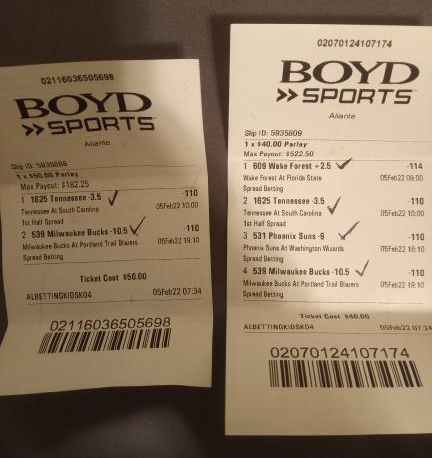 02116036505698
BOYD
>>SPORTS
Aliante
Slip ID: 5935888
1 x $50.00 Parlay
Max Payout: $182.25
1 1625 Tennessee -3.5 -110
Tennessee At South Carolina 05Feb22 10:00
1st Half Spread
2 539 Milwaukee Bucks -10.5 -110
Milwaukee Bucks At Portland Trail Blazers 05Feb22 19:10
Spread Betting
Ticket Cost $50.00
ALBETTINGKIOSK04 05Feb22 07:34
02116036505698
02070124107174
BOYD
>>SPORTS
Aliante
Slip ID: 5935809
1 x $40.00 Parlay
Max Payout: $522.50
1 609 Wake Forest +2.5 -114
Wake Forest At Florida State 05Feb22 09:00
Spread Betting
2 1625 Tennessee -3.5 -110
Tennessee At South Carolina 05Feb22 10:00
1st Half Spread
3 531 Phoenix Suns -9 -110
Phoenix Suns At Washington Wizards 05Feb22 16:10
Spread Betting
4 539 Milwaukee Bucks -10.5 -110
Milwaukee Bucks At Portland Trail Blazers 05Feb22 19:10
Spread Betting
Ticket Cost $40.00
ALBETTINGKIOSK04 05Feb22 07:34
02070124107174